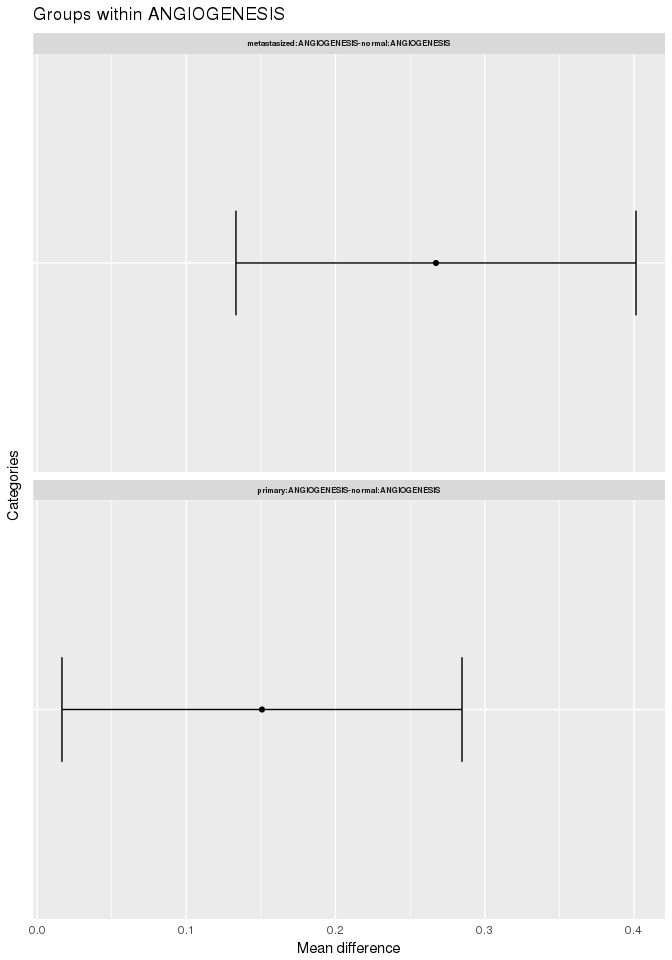 Groups within ANGIOGENESIS
metastasized:ANGIOGENESIS-normal:ANGIOGENESIS
Categories
primary:ANGIOGENESIS-normal:ANGIOGENESIS
0.0 0.1 0.2 0.3 0.4
Mean difference